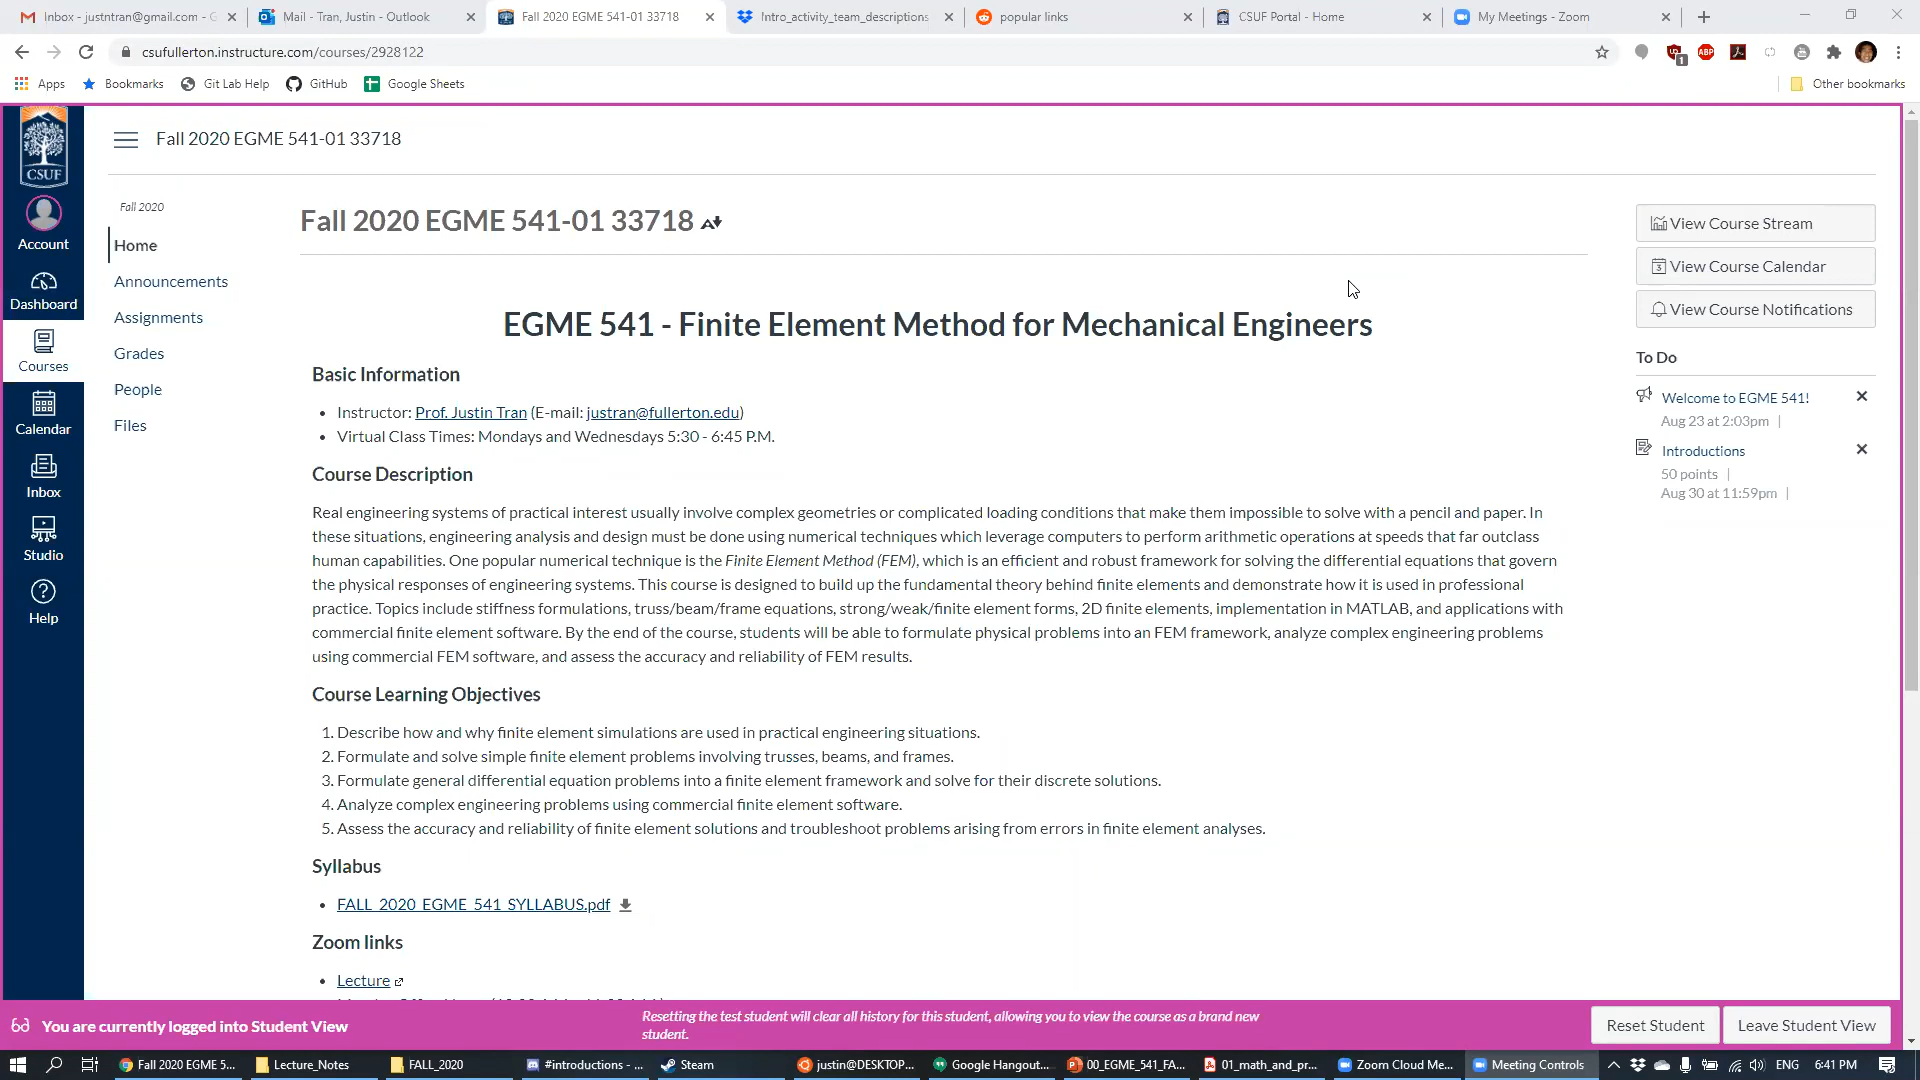 Inbox - justntran@gmail.com - G
Mail - Tran, Justin - Outlook
Fall 2020 EGME 541-01 33718
Intro_activity_team_descriptions
popular links
CSUF Portal - Home
My Meetings - Zoom
csufullerton.instructure.com/courses/2928122
1
ABP
Apps
Bookmarks
Git Lab Help
GitHub
Google Sheets
Other bookmarks
CSUF
Account
Dashboard
Courses
Calendar
Inbox
Studio
Help
Fall 2020 EGME 541-01 33718
Fall 2020
Home
Announcements
Assignments
Grades
People
Files
Fall 2020 EGME 541-01 33718
EGME 541 - Finite Element Method for Mechanical Engineers
Basic Information
• Instructor: Prof. Justin Tran (E-mail: justran@fullerton.edu)
• Virtual Class Times: Mondays and Wednesdays 5:30 - 6:45 P.M.
Course Description
Real engineering systems of practical interest usually involve complex geometries or complicated loading conditions that make them impossible to solve with a pencil and paper. In
these situations, engineering analysis and design must be done using numerical techniques which leverage computers to perform arithmetic operations at speeds that far outclass
human capabilities. One popular numerical technique is the Finite Element Method (FEM), which is an efficient and robust framework for solving the differential equations that govern
the physical responses of engineering systems. This course is designed to build up the fundamental theory behind finite elements and demonstrate how it is used in professional
practice. Topics include stiffness formulations, truss/beam/frame equations, strong/weak/finite element forms, 2D finite elements, implementation in MATLAB, and applications with
commercial finite element software. By the end of the course, students will be able to formulate physical problems into an FEM framework, analyze complex engineering problems
using commercial FEM software, and assess the accuracy and reliability of FEM results.
Course Learning Objectives
1. Describe how and why finite element simulations are used in practical engineering situations.
2. Formulate and solve simple finite element problems involving trusses, beams, and frames.
3. Formulate general differential equation problems into a finite element framework and solve for their discrete solutions.
4. Analyze complex engineering problems using commercial finite element software.
5. Assess the accuracy and reliability of finite element solutions and troubleshoot problems arising from errors in finite element analyses.
Syllabus
• FALL_2020_EGME_541_SYLLABUS.pdf
Zoom links
• Lecture
View Course Stream
3 View Course Calendar
View Course Notifications
To Do
Welcome to EGME 541!
Aug 23 at 2:03pm |
Introductions
50 points |
Aug 30 at 11:59pm |
You are currently logged into Student View
Resetting the test student will clear all history for this student, allowing you to view the course as a brand new
student.
Reset Student
Leave Student View
Fall 2020 EGME 5...
Lecture_Notes
FALL_2020
#introductions - ...
Steam
justin@DESKTOP...
Google Hangout...
00_EGME_541_FA...
01_math_and_pr...
Zoom Cloud Me...
Meeting Controls
ENG
6:41 PM